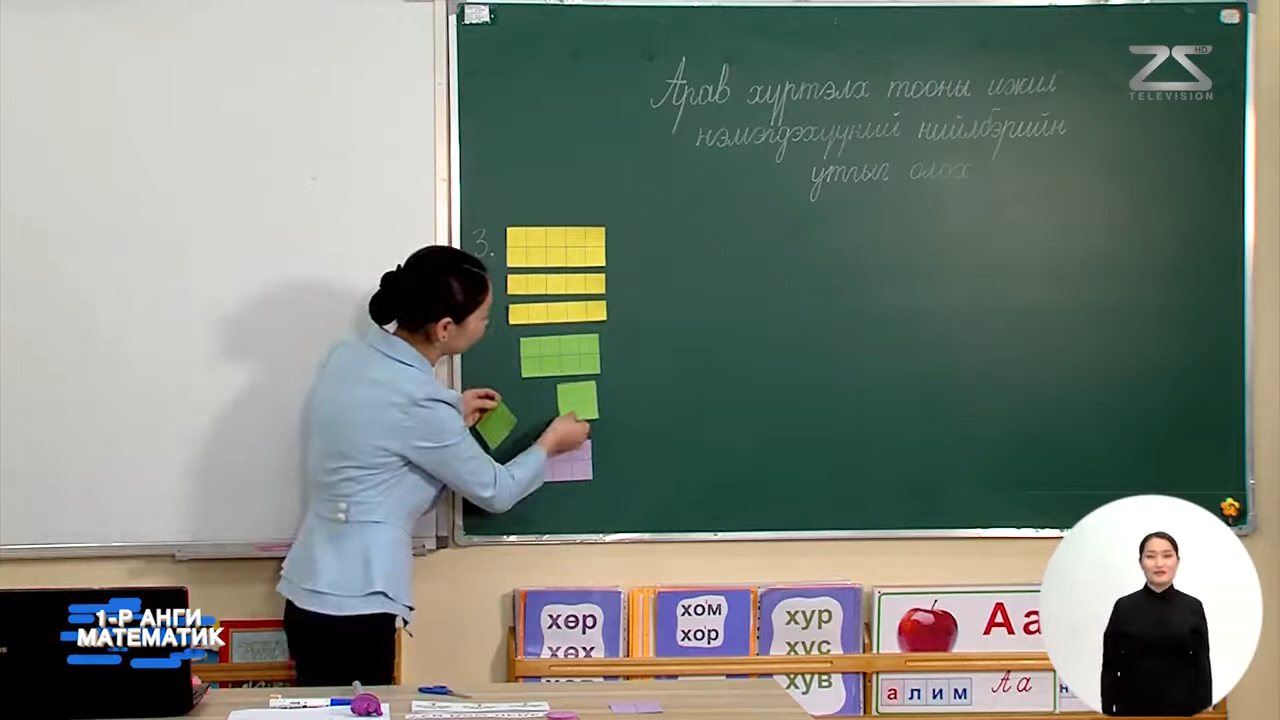 Арав хүртэлх тооны ижил
нэмэгдэхүүний нийлбэрийн
утгыг олох
3.
ZS HD
TELEVISION
1-Р АНГИ
МАТЕМАТИК
хөр
хөх
хом
хор
хур
хус
хув
Аа
алим
Аа